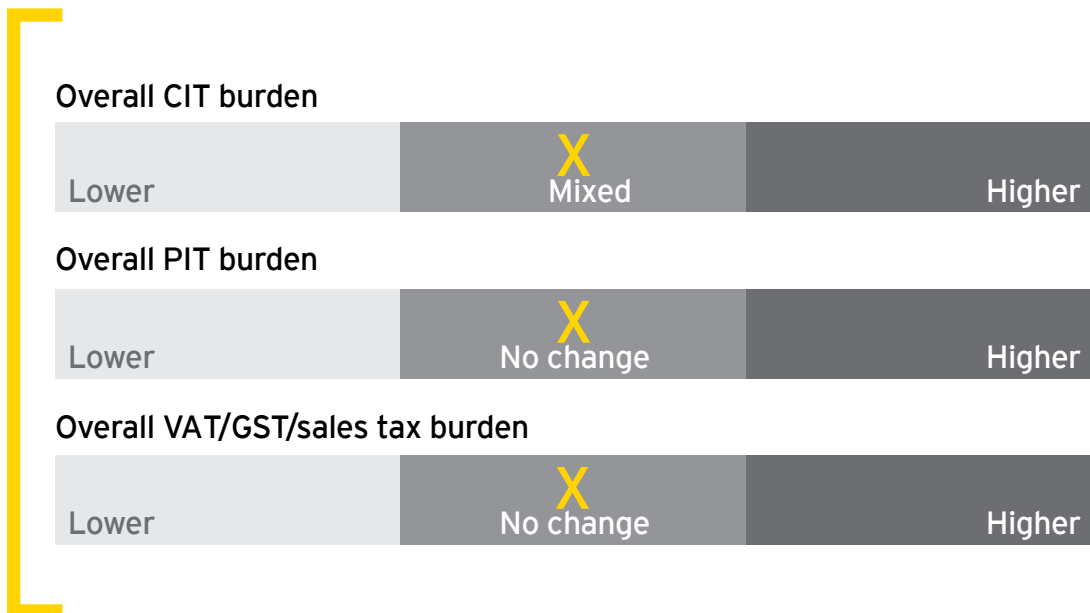 Overall CIT burden
X
Lower Mixed Higher
Overall PIT burden
X
Lower No change Higher
Overall VAT/GST/sales tax burden
X
Lower No change Higher